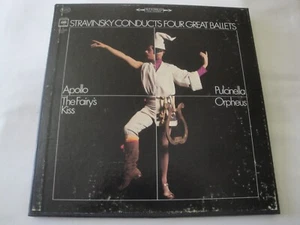 STRAVINSKY CONDUCTS FOUR GREAT BALLETS
Apollo
The Fairy's
Kiss
Pulcinella
Orpheus